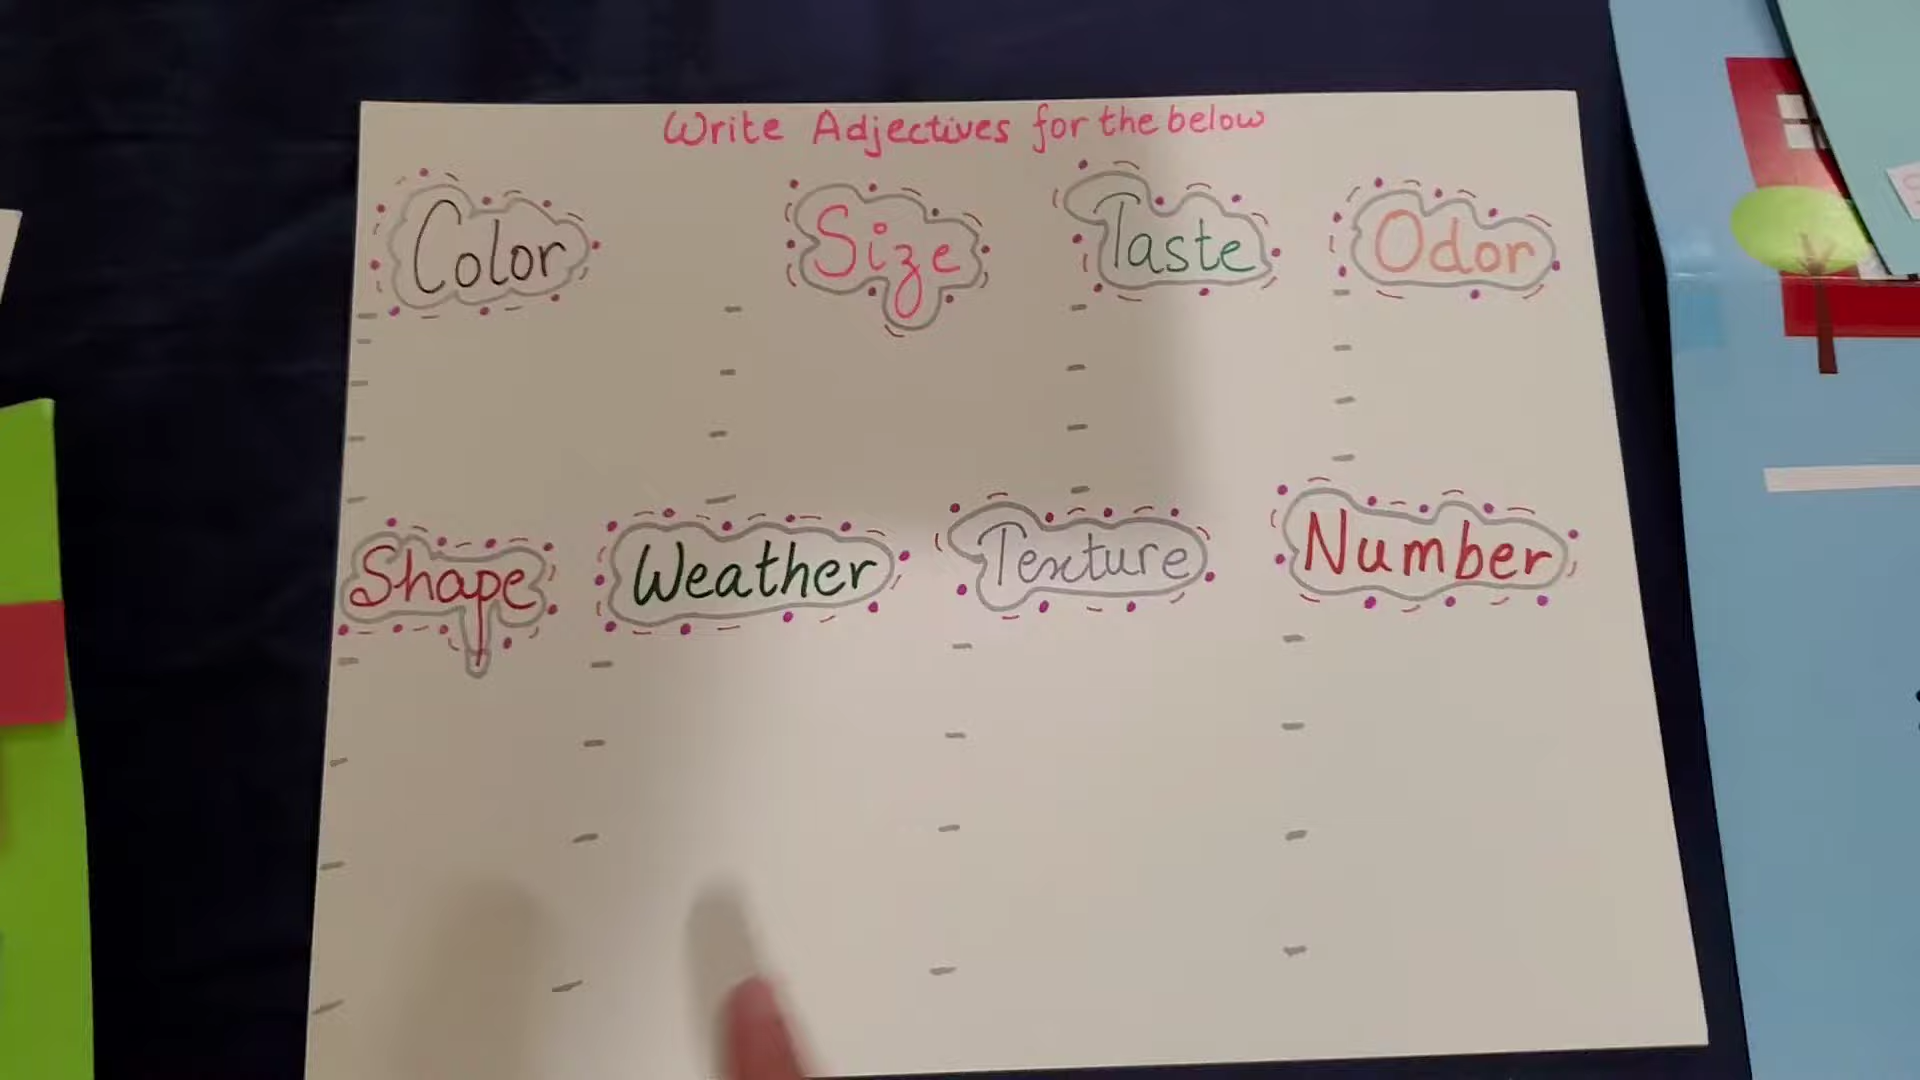 Write Adjectives for the below
Color Size Taste Odor
Shape Weather Texture Number